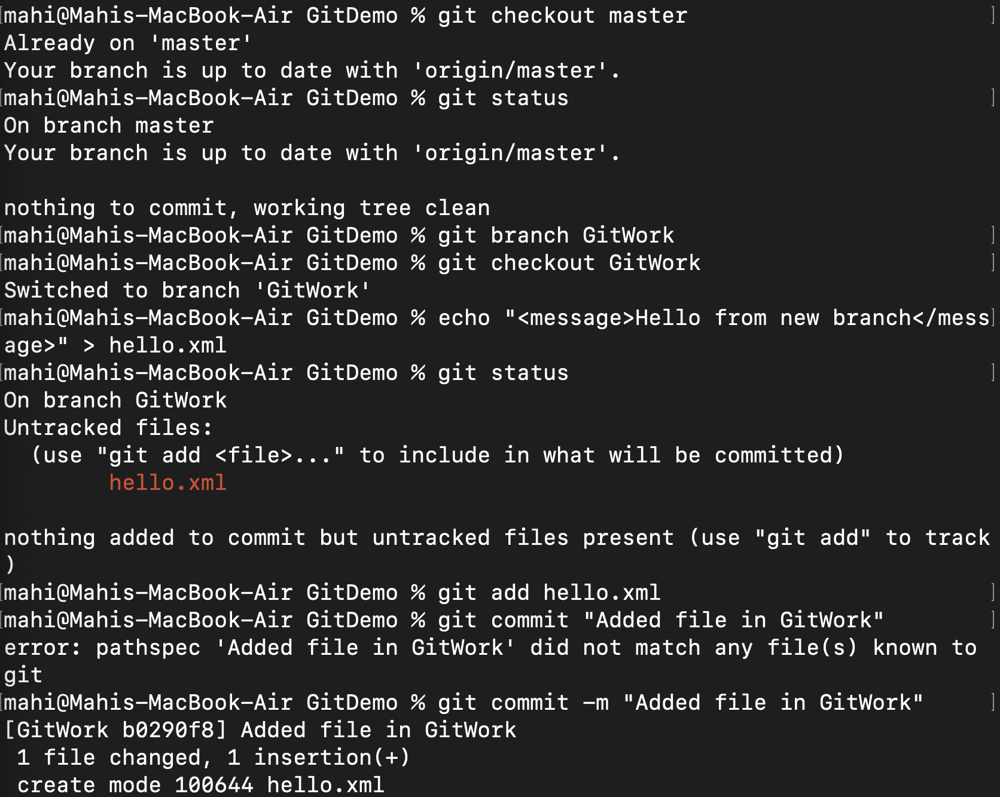 [mahi@Mahis-MacBook-Air GitDemo % git checkout master ]
Already on 'master'
Your branch is up to date with 'origin/master'.
[mahi@Mahis-MacBook-Air GitDemo % git status ]
On branch master
Your branch is up to date with 'origin/master'.

nothing to commit, working tree clean
[mahi@Mahis-MacBook-Air GitDemo % git branch GitWork ]
[mahi@Mahis-MacBook-Air GitDemo % git checkout GitWork ]
Switched to branch 'GitWork'
[mahi@Mahis-MacBook-Air GitDemo % echo "<message>Hello from new branch</mess]
age>" > hello.xml
[mahi@Mahis-MacBook-Air GitDemo % git status ]
On branch GitWork
Untracked files:
  (use "git add <file>..." to include in what will be committed)
        hello.xml

nothing added to commit but untracked files present (use "git add" to track
)
[mahi@Mahis-MacBook-Air GitDemo % git add hello.xml ]
[mahi@Mahis-MacBook-Air GitDemo % git commit "Added file in GitWork" ]
error: pathspec 'Added file in GitWork' did not match any file(s) known to
git
[mahi@Mahis-MacBook-Air GitDemo % git commit -m "Added file in GitWork" ]
[GitWork b0290f8] Added file in GitWork
 1 file changed, 1 insertion(+)
 create mode 100644 hello.xml